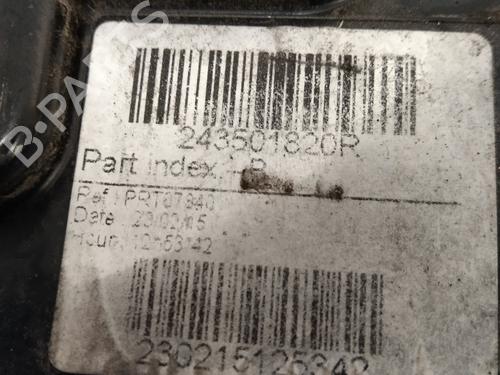 B-PARTS
243501820R
Part index : B
Ref : PRT07840
Date : 23/02/15
Hour : 12:53:42
230215125342